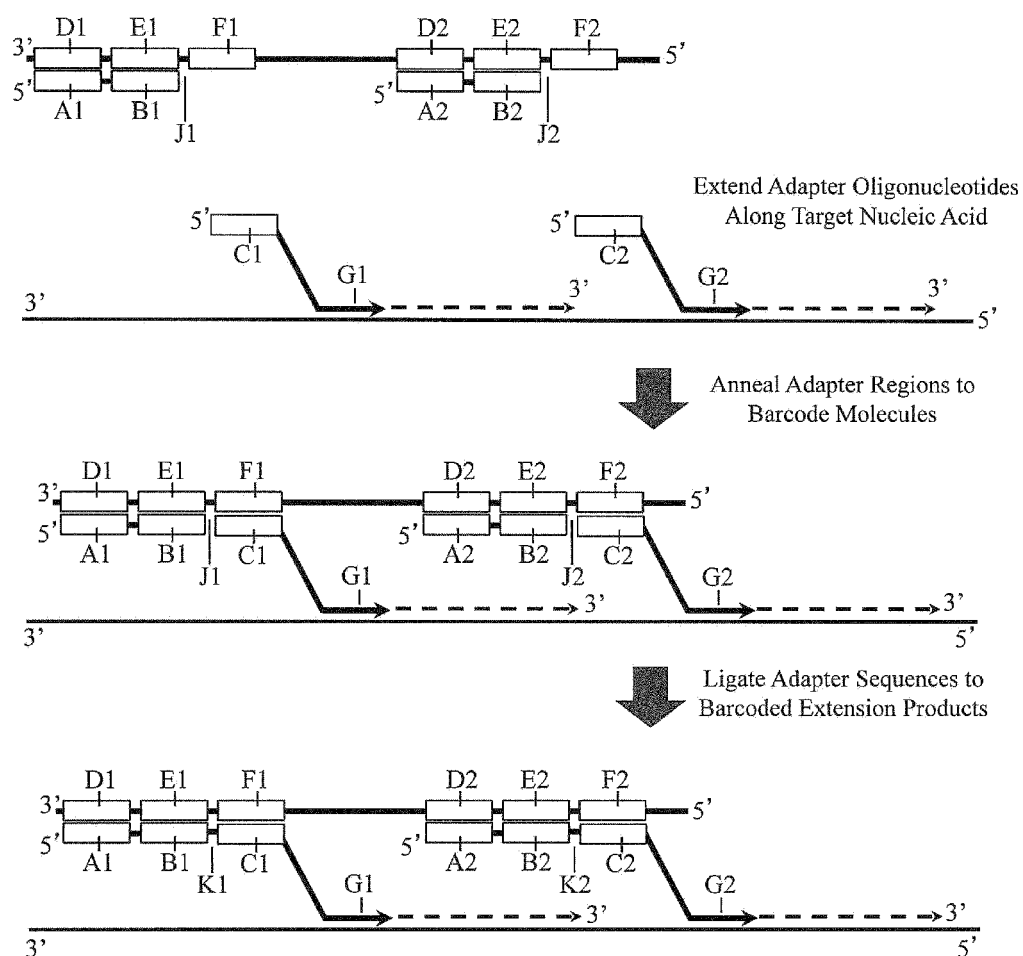 D1 E1 F1 D2 E2 F2
3’ 5’
5’ 5’
A1 B1 A2 B2
J1 J2
Extend Adapter Oligonucleotides
Along Target Nucleic Acid
5’ 5’
C1 C2
G1 G2
3’ 3’ 3’
5’
Anneal Adapter Regions to
Barcode Molecules
D1 E1 F1 D2 E2 F2
3’ 5’
5’ 5’
A1 B1 C1 A2 B2 C2
J1 J2
G1 G2
3’ 3’
3’ 5’
Ligate Adapter Sequences to
Barcoded Extension Products
D1 E1 F1 D2 E2 F2
3’ 5’
5’ 5’
A1 B1 C1 A2 B2 C2
K1 K2
G1 G2
3’ 3’
3’ 5’